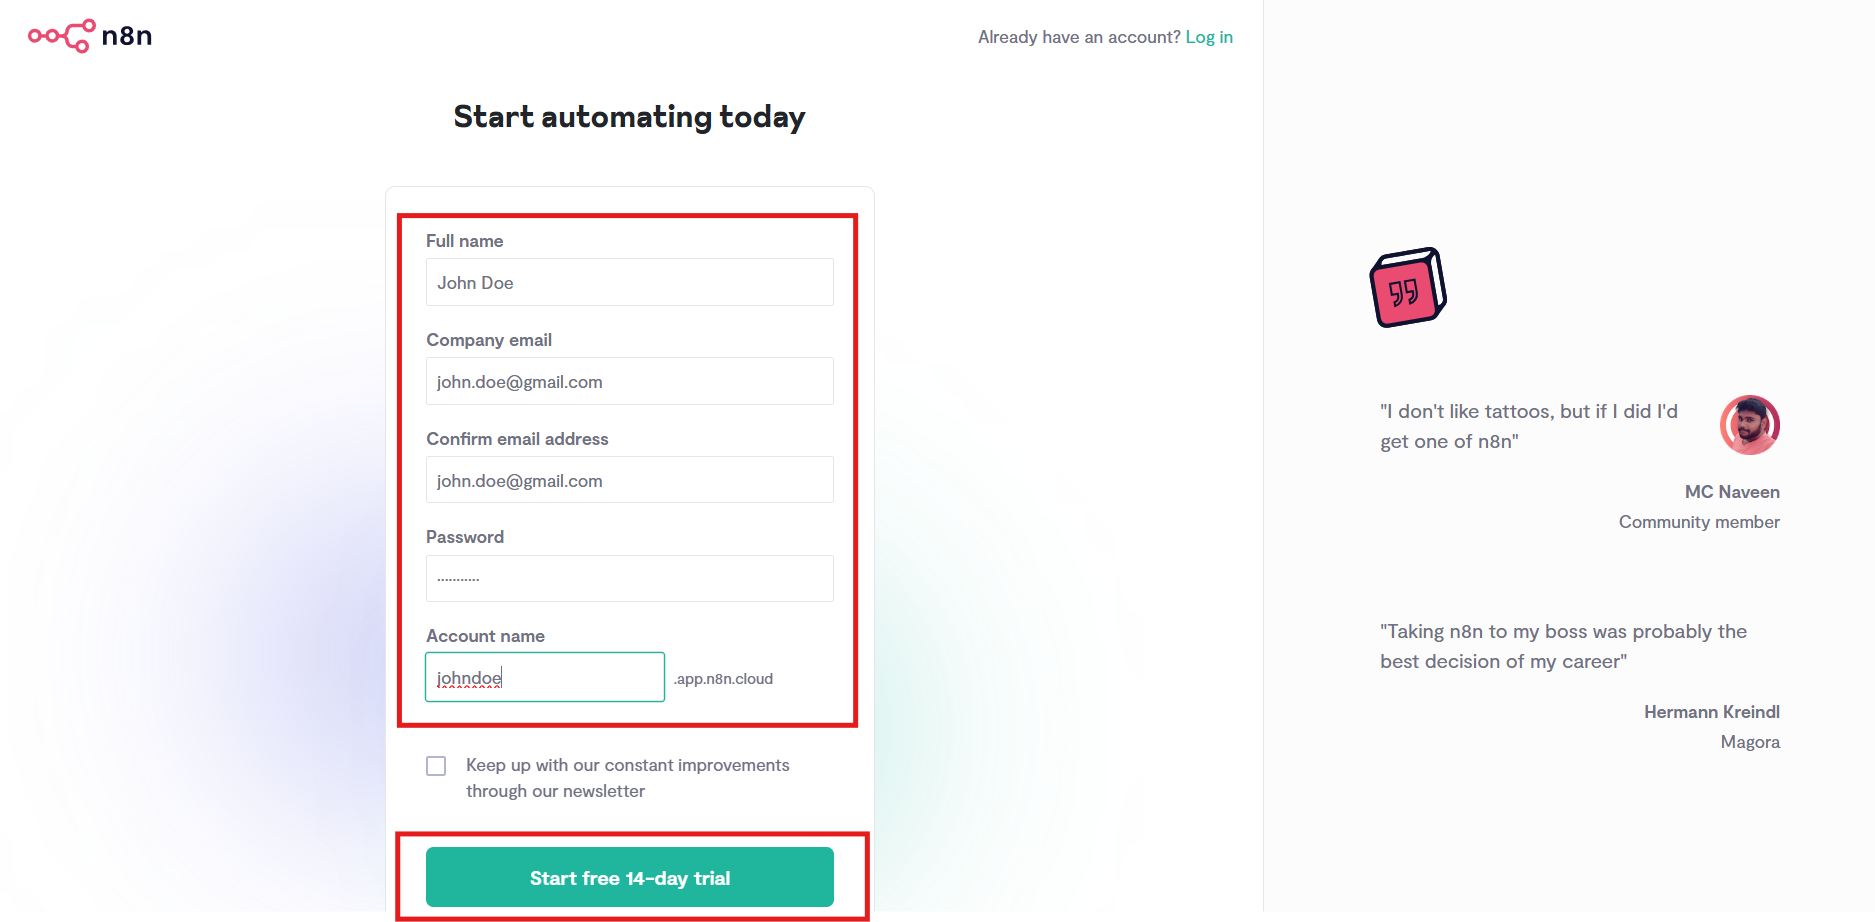 n8n
Already have an account? Log in
Start automating today
Full name
John Doe
Company email
john.doe@gmail.com
Confirm email address
john.doe@gmail.com
Password
...........
Account name
johndoe .app.n8n.cloud
Keep up with our constant improvements
through our newsletter
Start free 14-day trial
"I don't like tattoos, but if I did I'd
get one of n8n"
MC Naveen
Community member
"Taking n8n to my boss was probably the
best decision of my career"
Hermann Kreindl
Magora